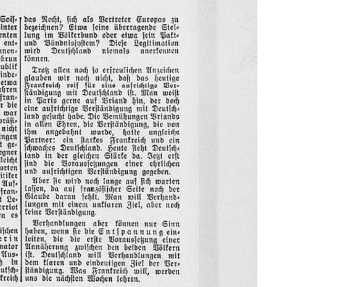 das Recht, sich als Vertreter Europas zu
bezeichnen? Etwa seine überragende Stel-
lung im Völkerbund oder etwa sein Pakt-
und Bündnissystem? Diese Legitimation
wird Deutschland niemals anerkennen
können.
Trotz allen noch so erfreulichen Anzeichen
glauben wir noch nicht, daß das heutige
Frankreich reif für eine aufrichtige Ver-
ständigung mit Deutschland ist. Man weist
in Paris gerne auf Briand hin, der doch
eine aufrichtige Verständigung mit Deutsch-
land gesucht habe. Die Bemühungen Briands
in allen Ehren, die Verständigung, die von
ihm angebahnt wurde, hatte ungleiche
Partner: ein starkes Frankreich und ein
schwaches Deutschland. Heute steht Deutsch-
land in der gleichen Stärke da. Jetzt erst
sind die Voraussetzungen einer ehrlichen
und aufrichtigen Verständigung gegeben.
Aber sie wird noch lange auf sich warten
lassen, da auf französischer Seite noch der
Glaube daran fehlt. Man will Verhand-
lungen mit einem unklaren Ziel, aber noch
keine Verständigung.
Verhandlungen aber können nur Sinn
haben, wenn sie die Entspannung ein-
leiten, die die erste Voraussetzung einer
Annäherung zwischen den beiden Völkern
ist. Deutschland will Verhandlungen mit
dem klaren und eindeutigen Ziel der Ver-
ständigung. Was Frankreich will, werden
uns die nächsten Wochen lehren.